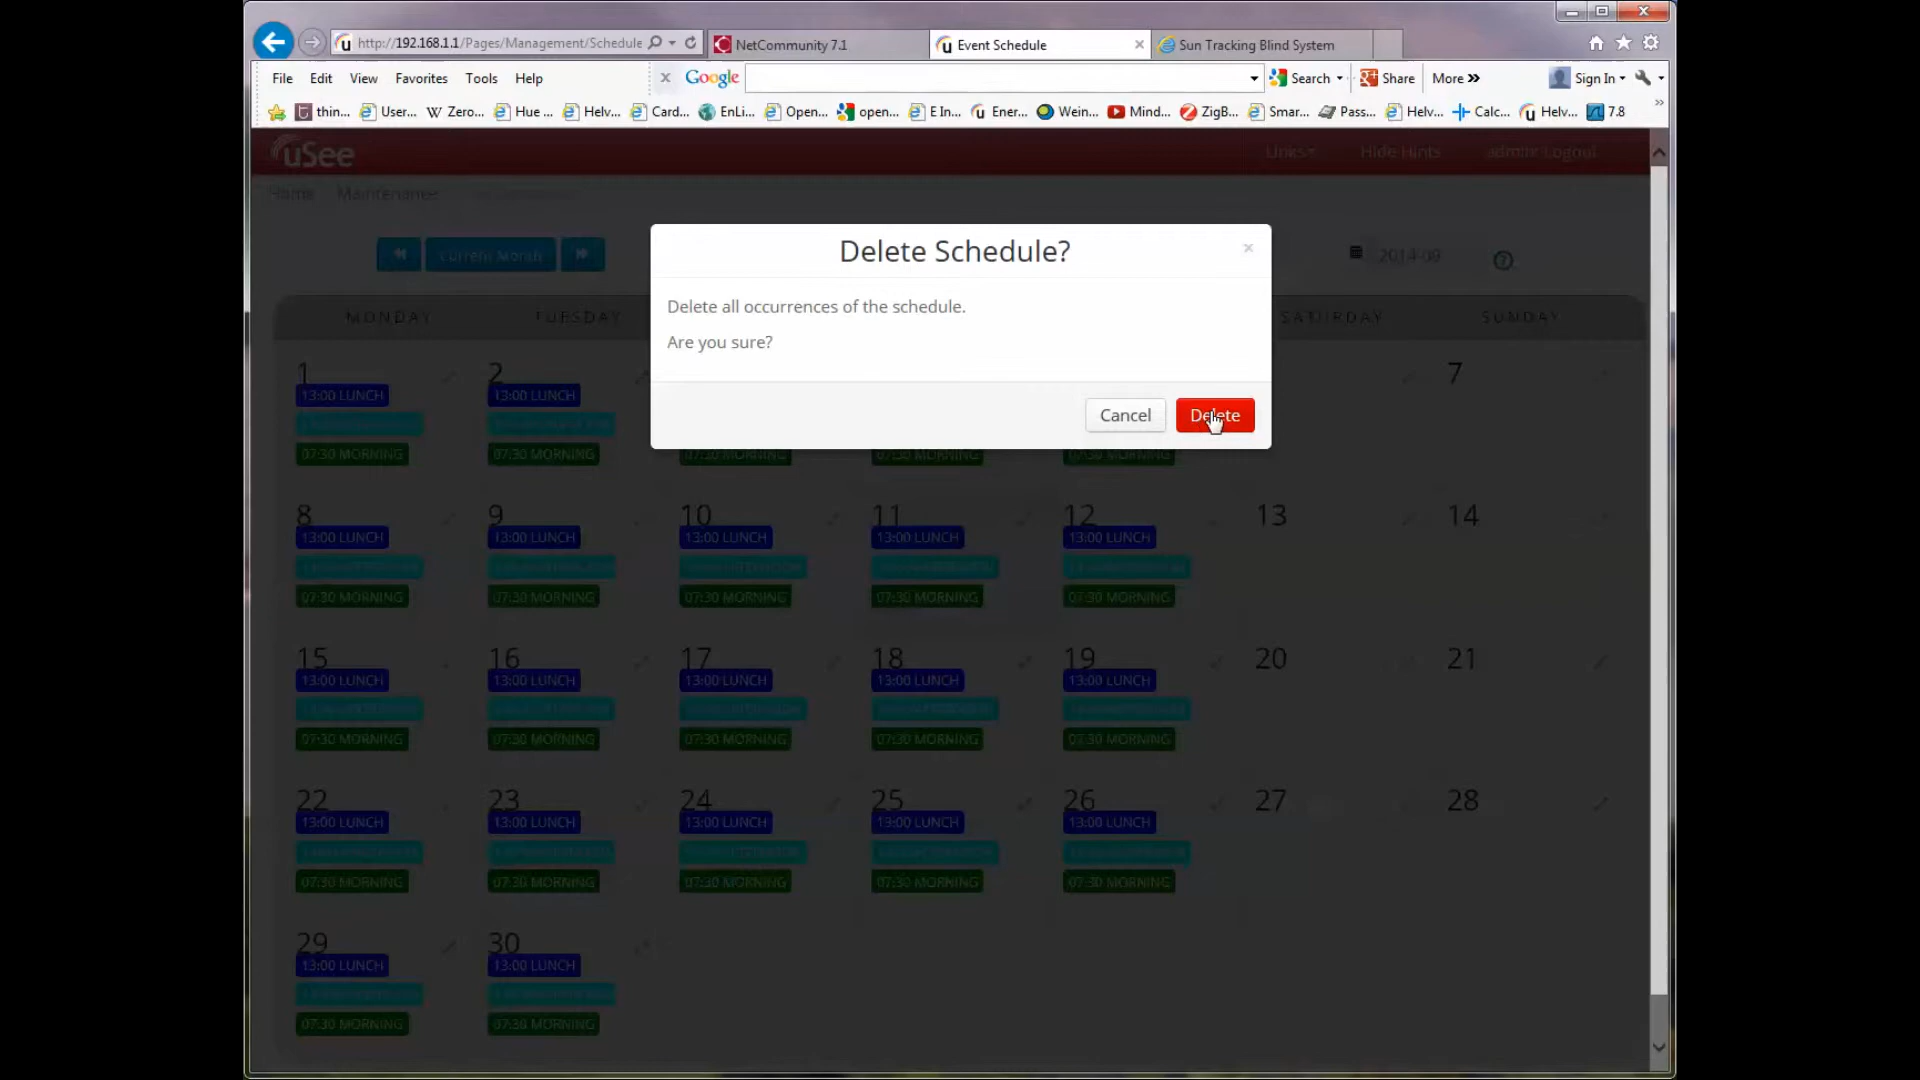 http://192.168.1.1/Pages/Management/Schedule
NetCommunity 7.1
Event Schedule
Sun Tracking Blind System
File Edit View Favorites Tools Help
Google
Search Share More Sign In
thin... User... Zero... Hue ... Helv... Card... EnLi... Open... open... E In... Ener... Wein... Mind... ZigB... Smar... Pass... Helv... Calc... Helv... 7.8
uSee
Links Hide Hints admin Logout
Home Maintenance
Current Month
2014-09
Delete Schedule?
Delete all occurrences of the schedule.
Are you sure?
Cancel Delete
MONDAY TUESDAY SATURDAY SUNDAY
1 2 7
13:00 LUNCH 13:00 LUNCH
07:30 MORNING 07:30 MORNING 07:30 MORNING 07:30 MORNING 07:30 MORNING
8 9 10 11 12 13 14
13:00 LUNCH 13:00 LUNCH 13:00 LUNCH 13:00 LUNCH 13:00 LUNCH
07:30 MORNING 07:30 MORNING 07:30 MORNING 07:30 MORNING 07:30 MORNING
15 16 17 18 19 20 21
13:00 LUNCH 13:00 LUNCH 13:00 LUNCH 13:00 LUNCH 13:00 LUNCH
07:30 MORNING 07:30 MORNING 07:30 MORNING 07:30 MORNING 07:30 MORNING
22 23 24 25 26 27 28
13:00 LUNCH 13:00 LUNCH 13:00 LUNCH 13:00 LUNCH 13:00 LUNCH
07:30 MORNING 07:30 MORNING 07:30 MORNING 07:30 MORNING 07:30 MORNING
29 30
13:00 LUNCH 13:00 LUNCH
07:30 MORNING 07:30 MORNING